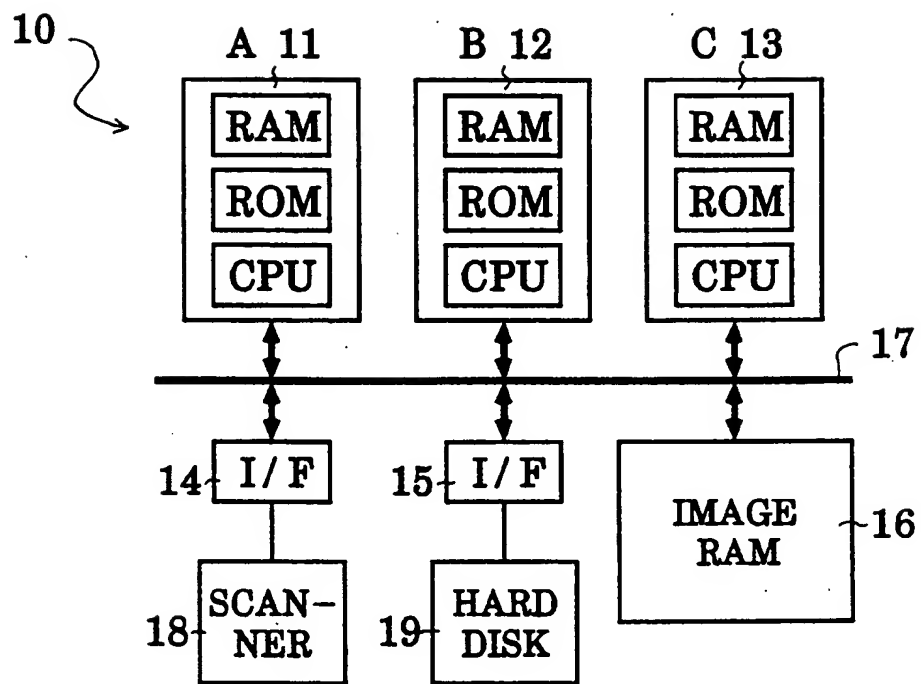 10
A 11
B 12
C 13
RAM
RAM
RAM
ROM
ROM
ROM
CPU
CPU
CPU
17
14
I/F
15
I/F
IMAGE
RAM
16
18
SCAN-
NER
19
HARD
DISK